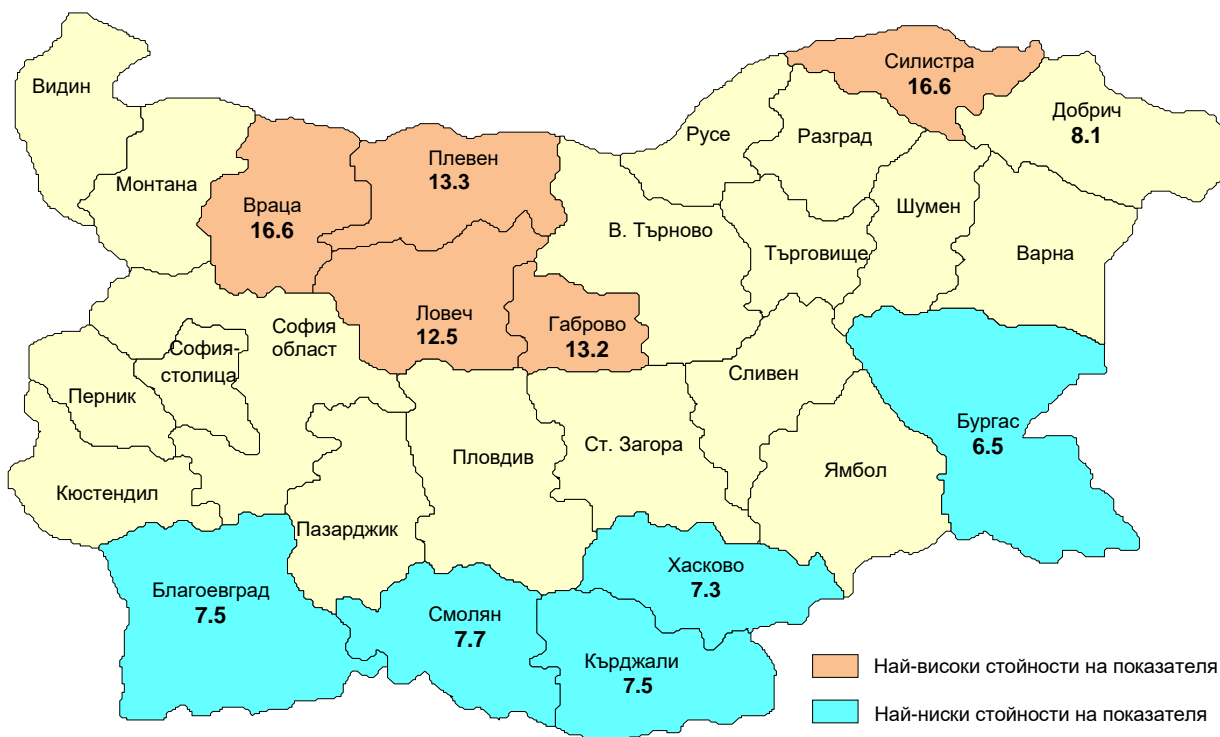 Видин
Монтана
Враца
16.6
Плевен
13.3
Ловеч
12.5
Габрово
13.2
В. Търново
Русе
Разград
Силистра
16.6
Добрич
8.1
Търговище
Шумен
Варна
София
област
София-
столица
Перник
Кюстендил
Пазарджик
Пловдив
Ст. Загора
Сливен
Ямбол
Бургас
6.5
Благоевград
7.5
Смолян
7.7
Хасково
7.3
Кърджали
7.5
Най-високи стойности на показателя
Най-ниски стойности на показателя